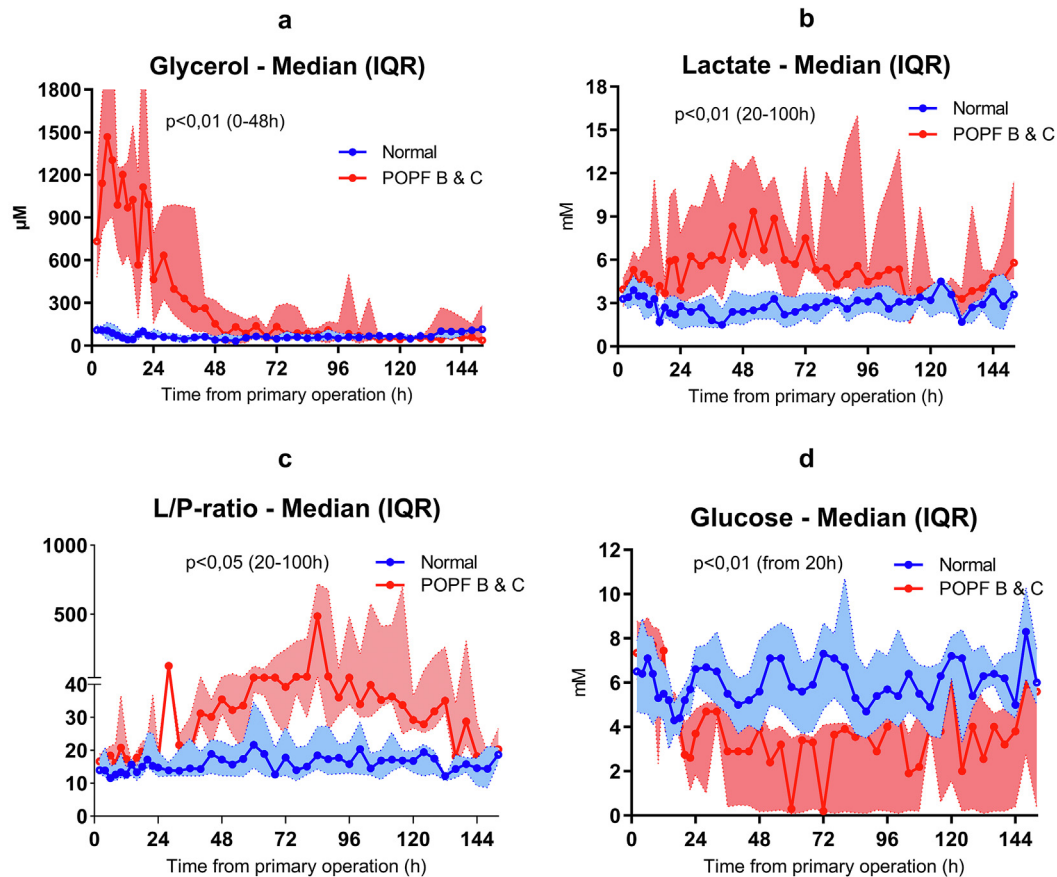 a
Glycerol - Median (IQR)
1800
1500
1200
900
600
300
0
µM
p<0,01 (0-48h)
Normal
POPF B & C
0 24 48 72 96 120 144
Time from primary operation (h)
b
Lactate - Median (IQR)
18
15
12
9
6
3
0
mM
p<0,01 (20-100h)
Normal
POPF B & C
0 24 48 72 96 120 144
Time from primary operation (h)
c
L/P-ratio - Median (IQR)
1000
500
40
30
20
10
0
p<0,05 (20-100h)
Normal
POPF B & C
0 24 48 72 96 120 144
Time from primary operation (h)
d
Glucose - Median (IQR)
12
10
8
6
4
2
0
mM
p<0,01 (from 20h)
Normal
POPF B & C
0 24 48 72 96 120 144
Time from primary operation (h)